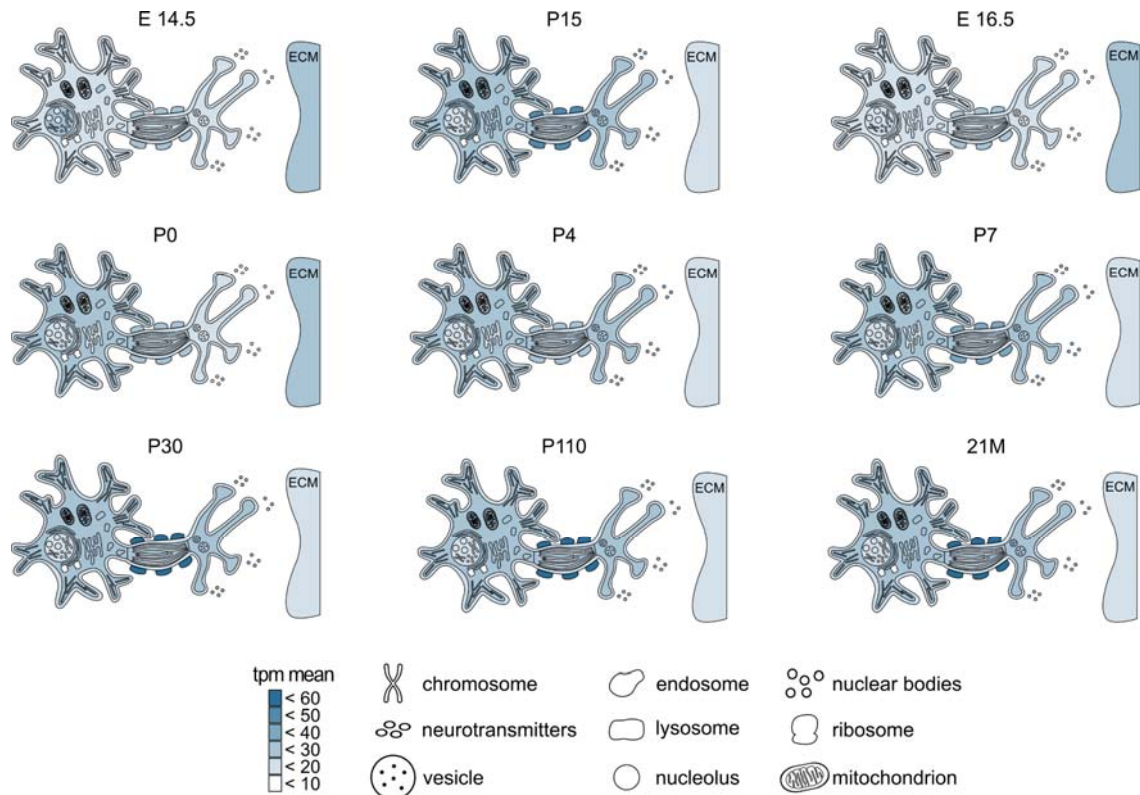 E 14.5
P15
E 16.5
ECM
ECM
ECM
P0
P4
P7
ECM
ECM
ECM
P30
P110
21M
ECM
ECM
ECM
tpm mean
< 60
< 50
< 40
< 30
< 20
< 10
chromosome
endosome
nuclear bodies
neurotransmitters
lysosome
ribosome
vesicle
nucleolus
mitochondrion